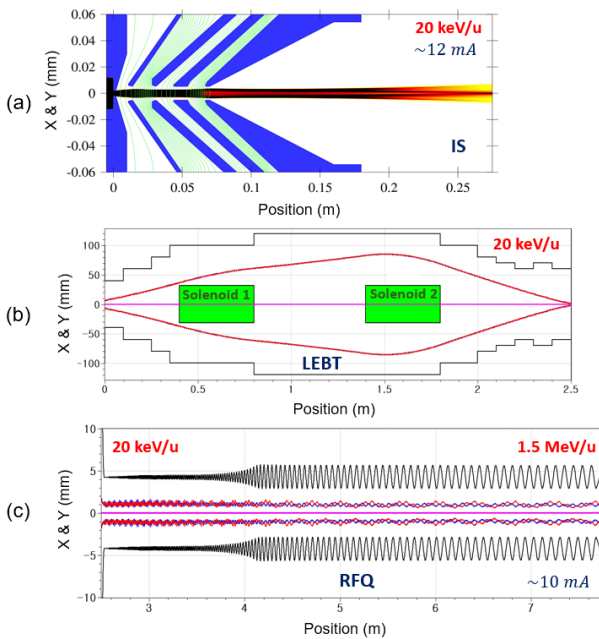 0.06
20 keV/u
0.04
~12 mA
0.02
X & Y (mm)
(a)
0
-0.02
-0.04
IS
-0.06
0 0.05 0.1 0.15 0.2 0.25
Position (m)
100
20 keV/u
50
Solenoid 1 Solenoid 2
X & Y (mm)
(b)
0
-50
-100
LEBT
0 0.5 1 1.5 2 2.5
Position (m)
10
20 keV/u 1.5 MeV/u
5
X & Y (mm)
(c)
0
-5
RFQ ~10 mA
-10
3 4 5 6 7
Position (m)